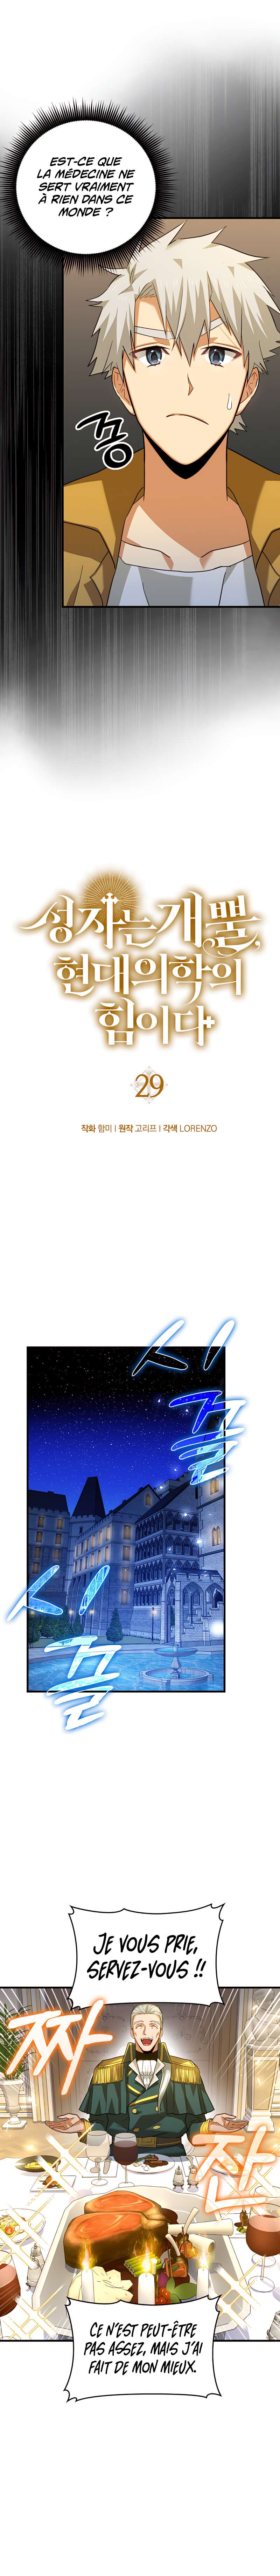 EST-CE QUE
LA MÉDECINE NE
SERT VRAIMENT
À RIEN DANS CE
MONDE ?
꽁
성자는 개뿔,
현대의학의
힘이다
29
작화 함미 | 원작 고리프 | 각색 LORENZO
시끌
시끌
JE VOUS PRIE,
SERVEZ-VOUS !!
짜
잔
CE N'EST PEUT-ÊTRE
PAS ASSEZ, MAIS J'AI
FAIT DE MON MIEUX.